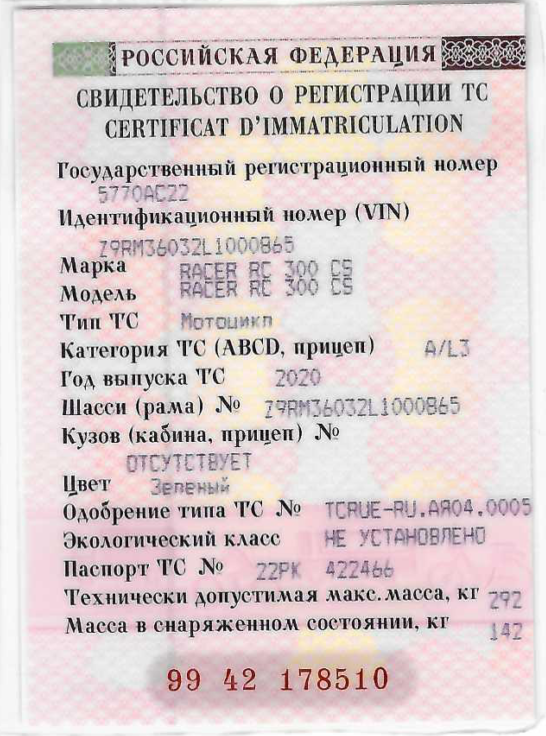 РОССИЙСКАЯ ФЕДЕРАЦИЯ
СВИДЕТЕЛЬСТВО О РЕГИСТРАЦИИ ТС
CERTIFICAT D'IMMATRICULATION
Государственный регистрационный номер
5770АС22
Идентификационный номер (VIN)
Z9RM36032L1000865
Марка RACER RC 300 CS
Модель RACER RC 300 CS
Тип ТС Мотоцикл
Категория ТС (ABCD, прицеп) A/L3
Год выпуска ТС 2020
Шасси (рама) № Z9RM36032L1000865
Кузов (кабина, прицеп) №
ОТСУТСТВУЕТ
Цвет Зеленый
Одобрение типа ТС № ТСRUE-RU.АЯ04.0005
Экологический класс НЕ УСТАНОВЛЕНО
Паспорт ТС № 22РК 422466
Технически допустимая макс. масса, кг 292
Масса в снаряженном состоянии, кг 142
99 42 178510